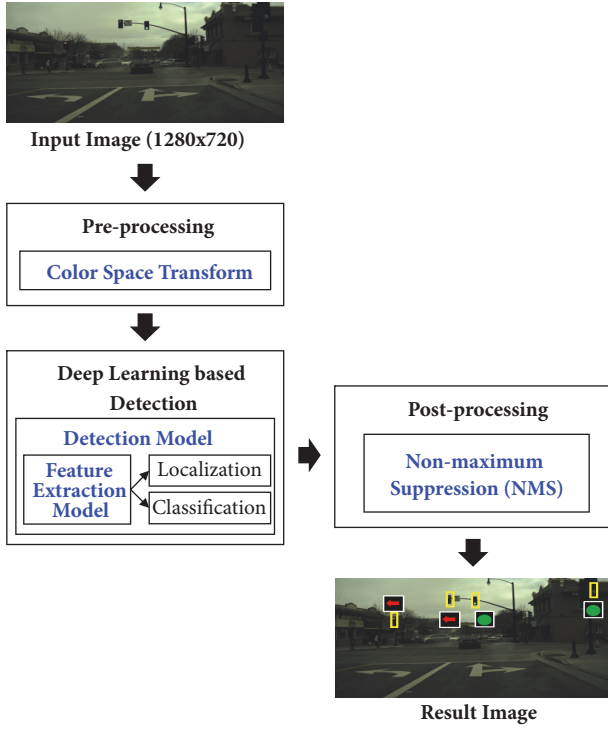 Input Image (1280x720)
Pre-processing
Color Space Transform
Deep Learning based
Detection
Detection Model
Feature
Extraction
Model
Localization
Classification
Post-processing
Non-maximum
Suppression (NMS)
Result Image